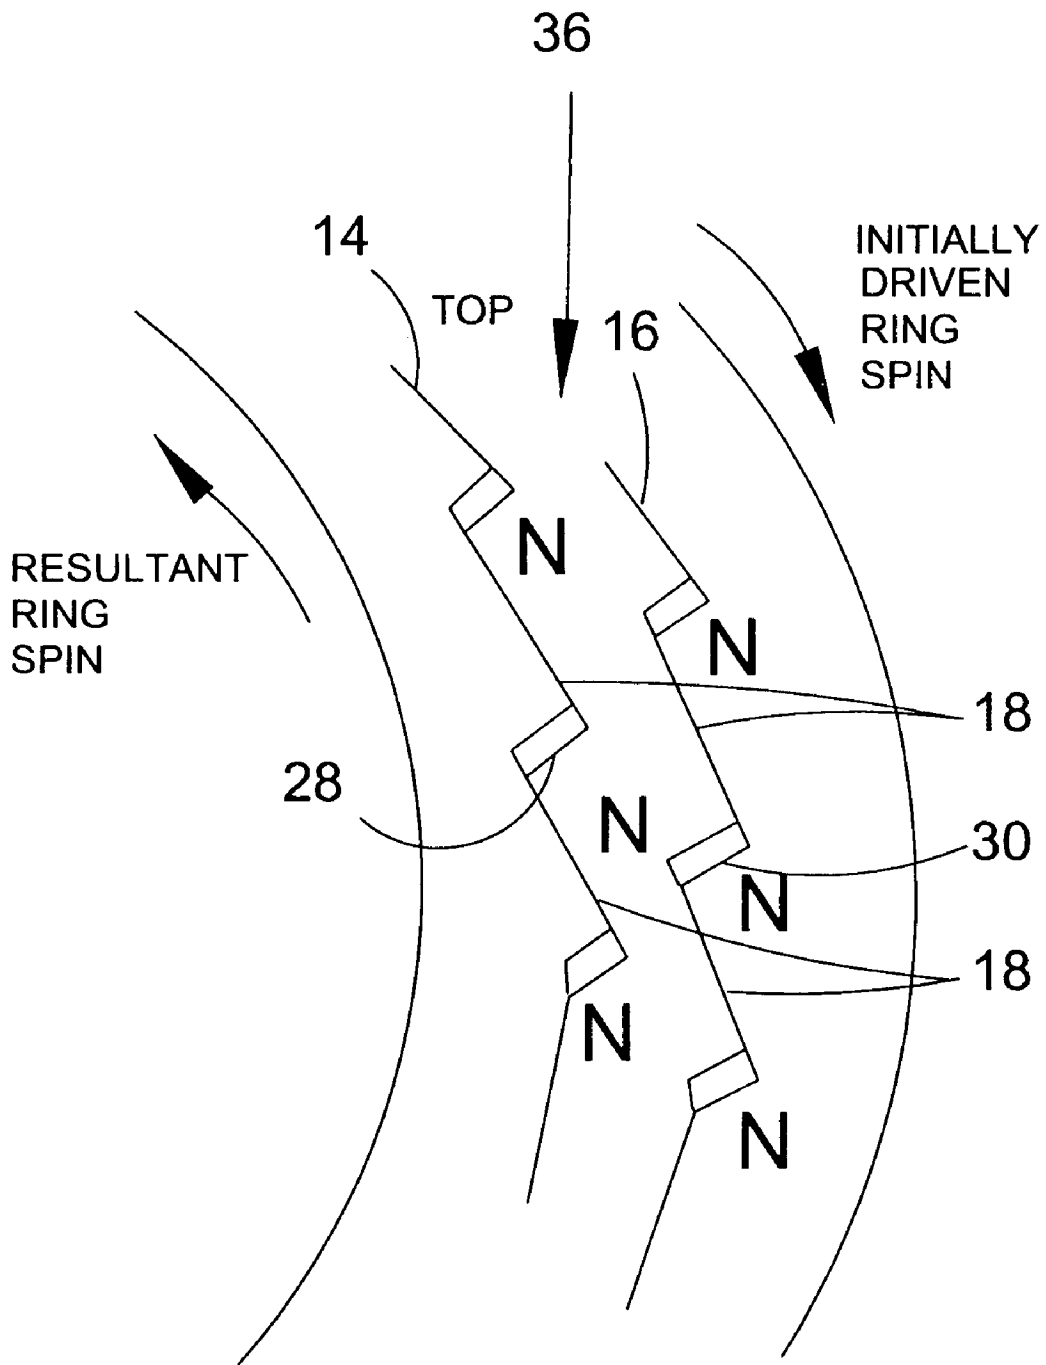 36
14
TOP
16
INITIALLY
DRIVEN
RING
SPIN
N
RESULTANT
RING
SPIN
N
18
28
N
30
N
18
N
N